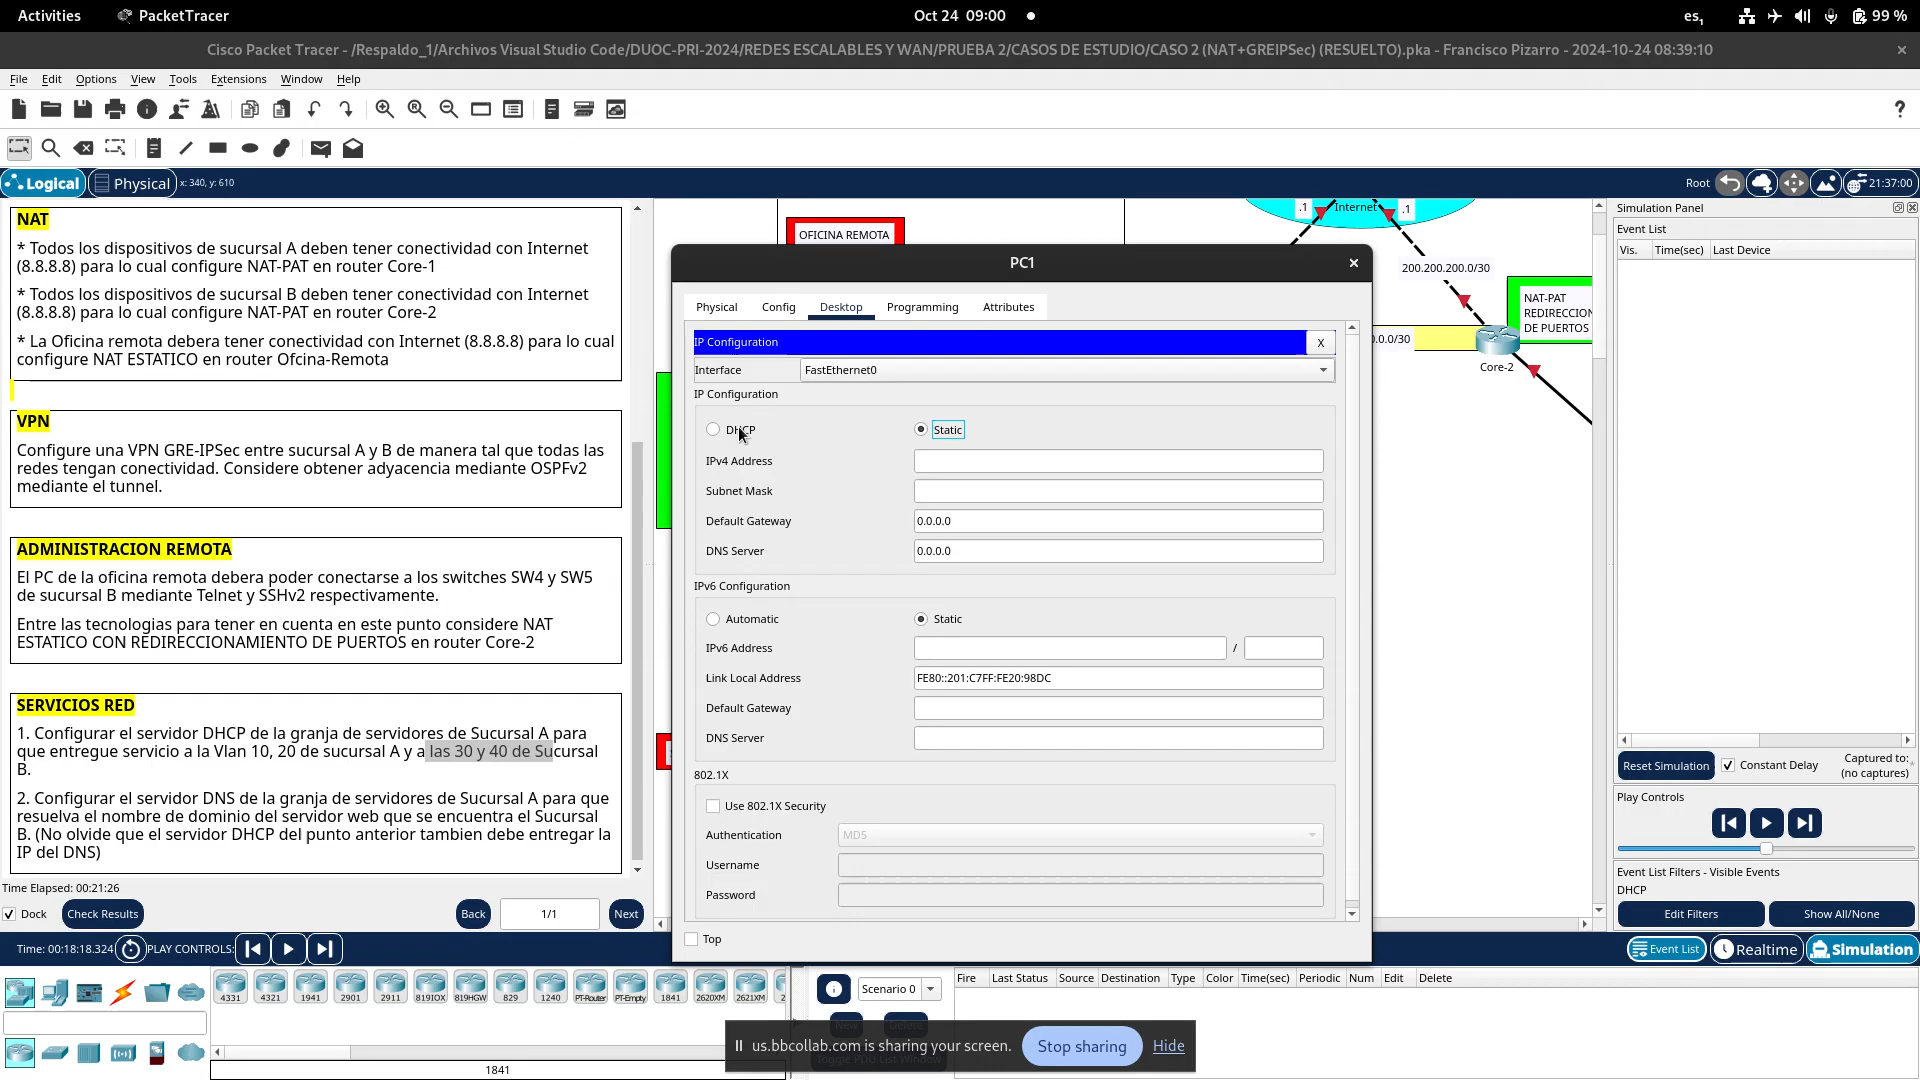 Activities
PacketTracer
Oct 24 09:00
es1
99 %
Cisco Packet Tracer - /Respaldo_1/Archivos Visual Studio Code/DUOC-PRI-2024/REDES ESCALABLES Y WAN/PRUEBA 2/CASOS DE ESTUDIO/CASO 2 (NAT+GREIPSec) (RESUELTO).pka - Francisco Pizarro - 2024-10-24 08:39:10
File Edit Options View Tools Extensions Window Help
Logical
Physical
x: 340, y: 610
Root
21:37:00
NAT
* Todos los dispositivos de sucursal A deben tener conectividad con Internet
(8.8.8.8) para lo cual configure NAT-PAT en router Core-1
* Todos los dispositivos de sucursal B deben tener conectividad con Internet
(8.8.8.8) para lo cual configure NAT-PAT en router Core-2
* La Oficina remota debera tener conectividad con Internet (8.8.8.8) para lo cual
configure NAT ESTATICO en router Ofcina-Remota
VPN
Configure una VPN GRE-IPSec entre sucursal A y B de manera tal que todas las
redes tengan conectividad. Considere obtener adyacencia mediante OSPFv2
mediante el tunnel.
ADMINISTRACION REMOTA
El PC de la oficina remota debera poder conectarse a los switches SW4 y SW5
de sucursal B mediante Telnet y SSHv2 respectivamente.
Entre las tecnologias para tener en cuenta en este punto considere NAT
ESTATICO CON REDIRECCIONAMIENTO DE PUERTOS en router Core-2
SERVICIOS RED
1. Configurar el servidor DHCP de la granja de servidores de Sucursal A para
que entregue servicio a la Vlan 10, 20 de sucursal A y a las 30 y 40 de Sucursal
B.
2. Configurar el servidor DNS de la granja de servidores de Sucursal A para que
resuelva el nombre de dominio del servidor web que se encuentra el Sucursal
B. (No olvide que el servidor DHCP del punto anterior tambien debe entregar la
IP del DNS)
Time Elapsed: 00:21:26
Dock
Check Results
Back
1/1
Next
OFICINA REMOTA
.1
Internet
.1
200.200.200.0/30
NAT-PAT
REDIRECCION
DE PUERTOS
0.0/30
Core-2
PC1
Physical Config Desktop Programming Attributes
IP Configuration
X
Interface
FastEthernet0
IP Configuration
DHCP
Static
IPv4 Address
Subnet Mask
Default Gateway
0.0.0.0
DNS Server
0.0.0.0
IPv6 Configuration
Automatic
Static
IPv6 Address
/
Link Local Address
FE80::201:C7FF:FE20:98DC
Default Gateway
DNS Server
802.1X
Use 802.1X Security
Authentication
MD5
Username
Password
Top
Simulation Panel
Event List
Vis. Time(sec) Last Device
Reset Simulation
Constant Delay
Captured to:
(no captures)
Play Controls
Event List Filters - Visible Events
DHCP
Edit Filters
Show All/None
Time: 00:18:18.324
PLAY CONTROLS:
Event List
Realtime
Simulation
4331 4321 1941 2901 2911 819IOX 819HGW 829 1240 PT-Router PT-Empty 1841 2620XM 2621XM 2
1841
Scenario 0
New
Delete
Toggle PDU List Window
Fire Last Status Source Destination Type Color Time(sec) Periodic Num Edit Delete
us.bbcollab.com is sharing your screen.
Stop sharing
Hide